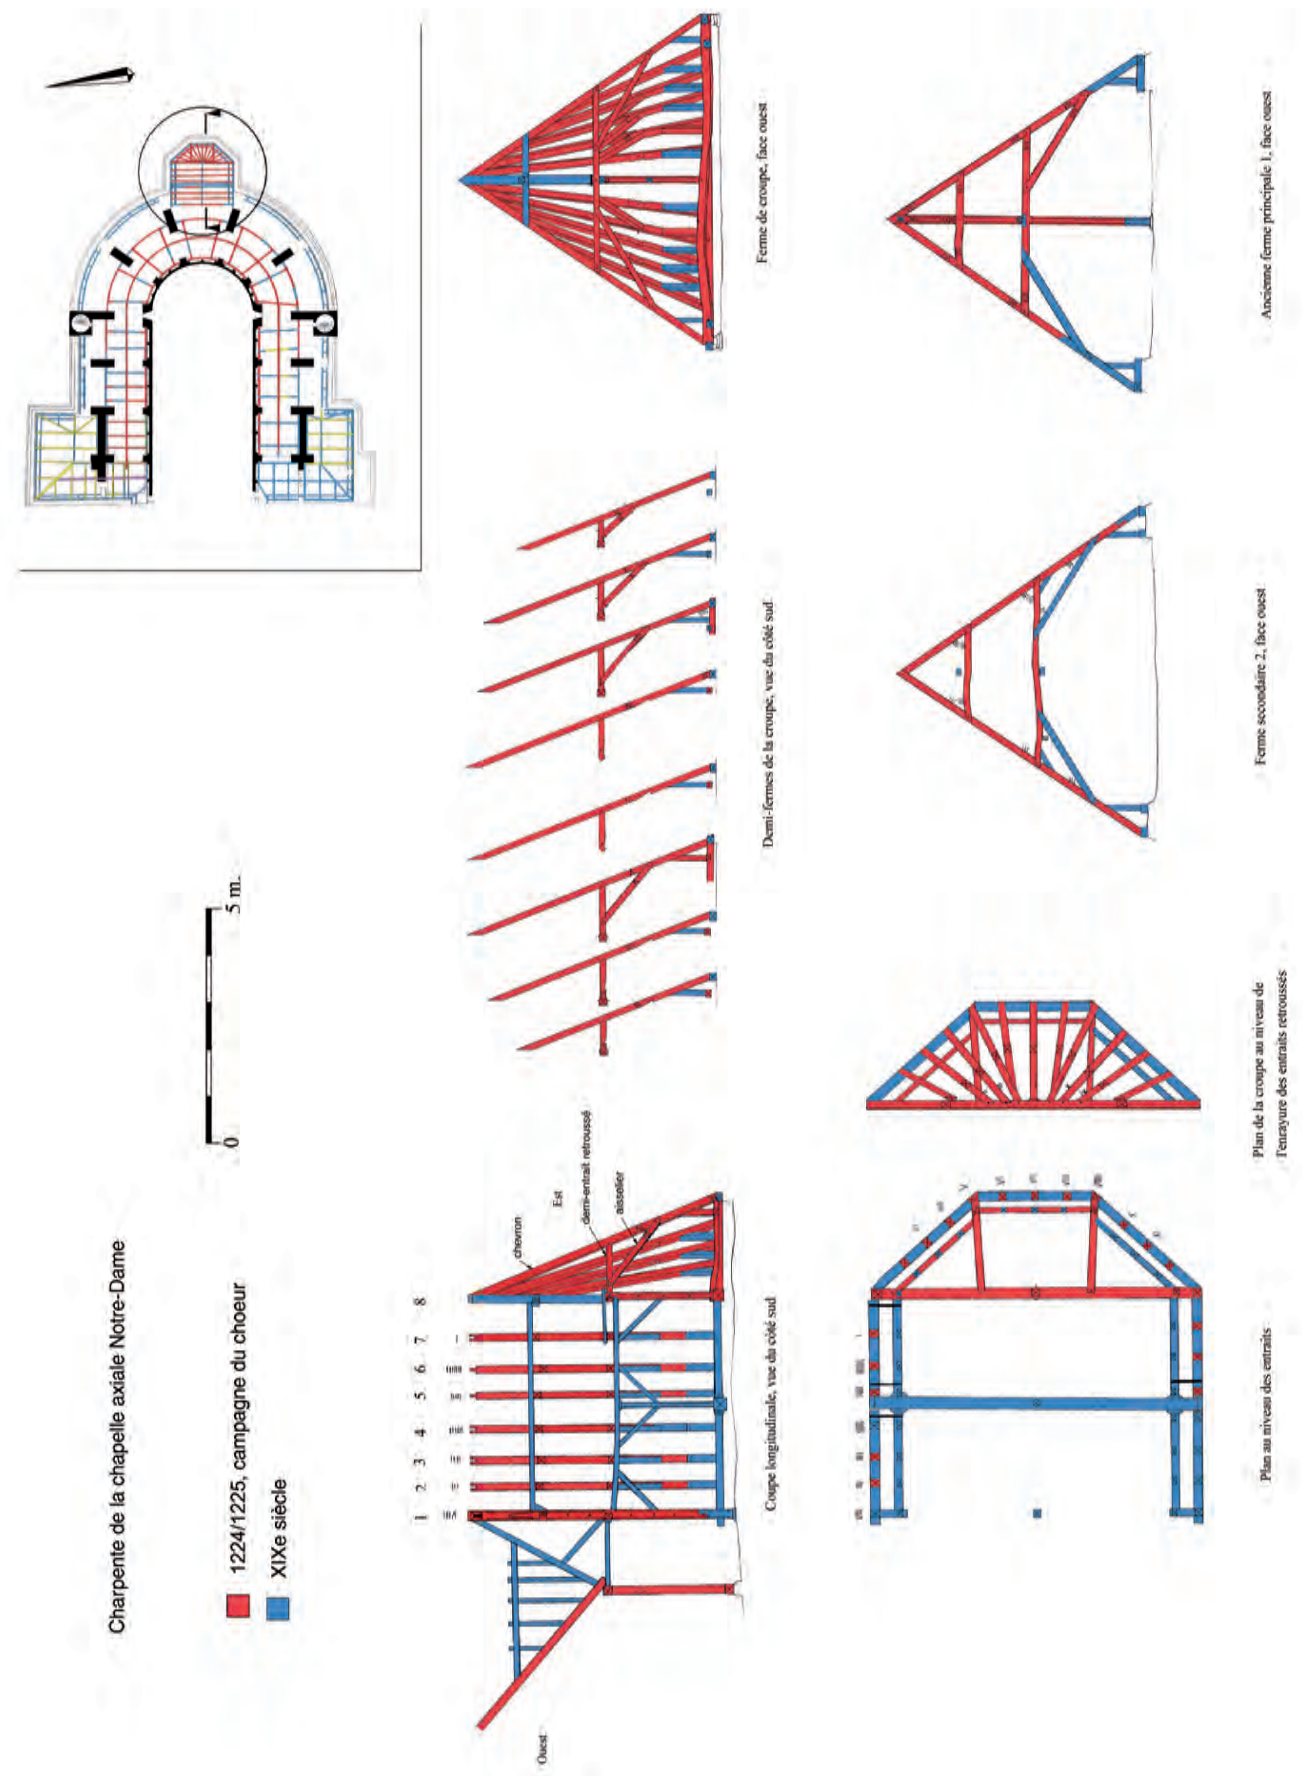 Charpente de la chapelle axiale Notre-Dame
1224/1225, campagne du choeur
XIXe siècle
0
5 m.
1 2 3 4 5 6 7 8
Ouest
Est
chevron
demi-entrait retroussé
aisselier
Coupe longitudinale, vue du côté sud
Demi-fermes de la croupe, vue du côté sud
Ferme de croupe, face ouest
Plan au niveau des entraits
Plan de la croupe au niveau de
l'enrayure des entraits retroussés
Ferme secondaire 2, face ouest
Ancienne ferme principale 1, face ouest